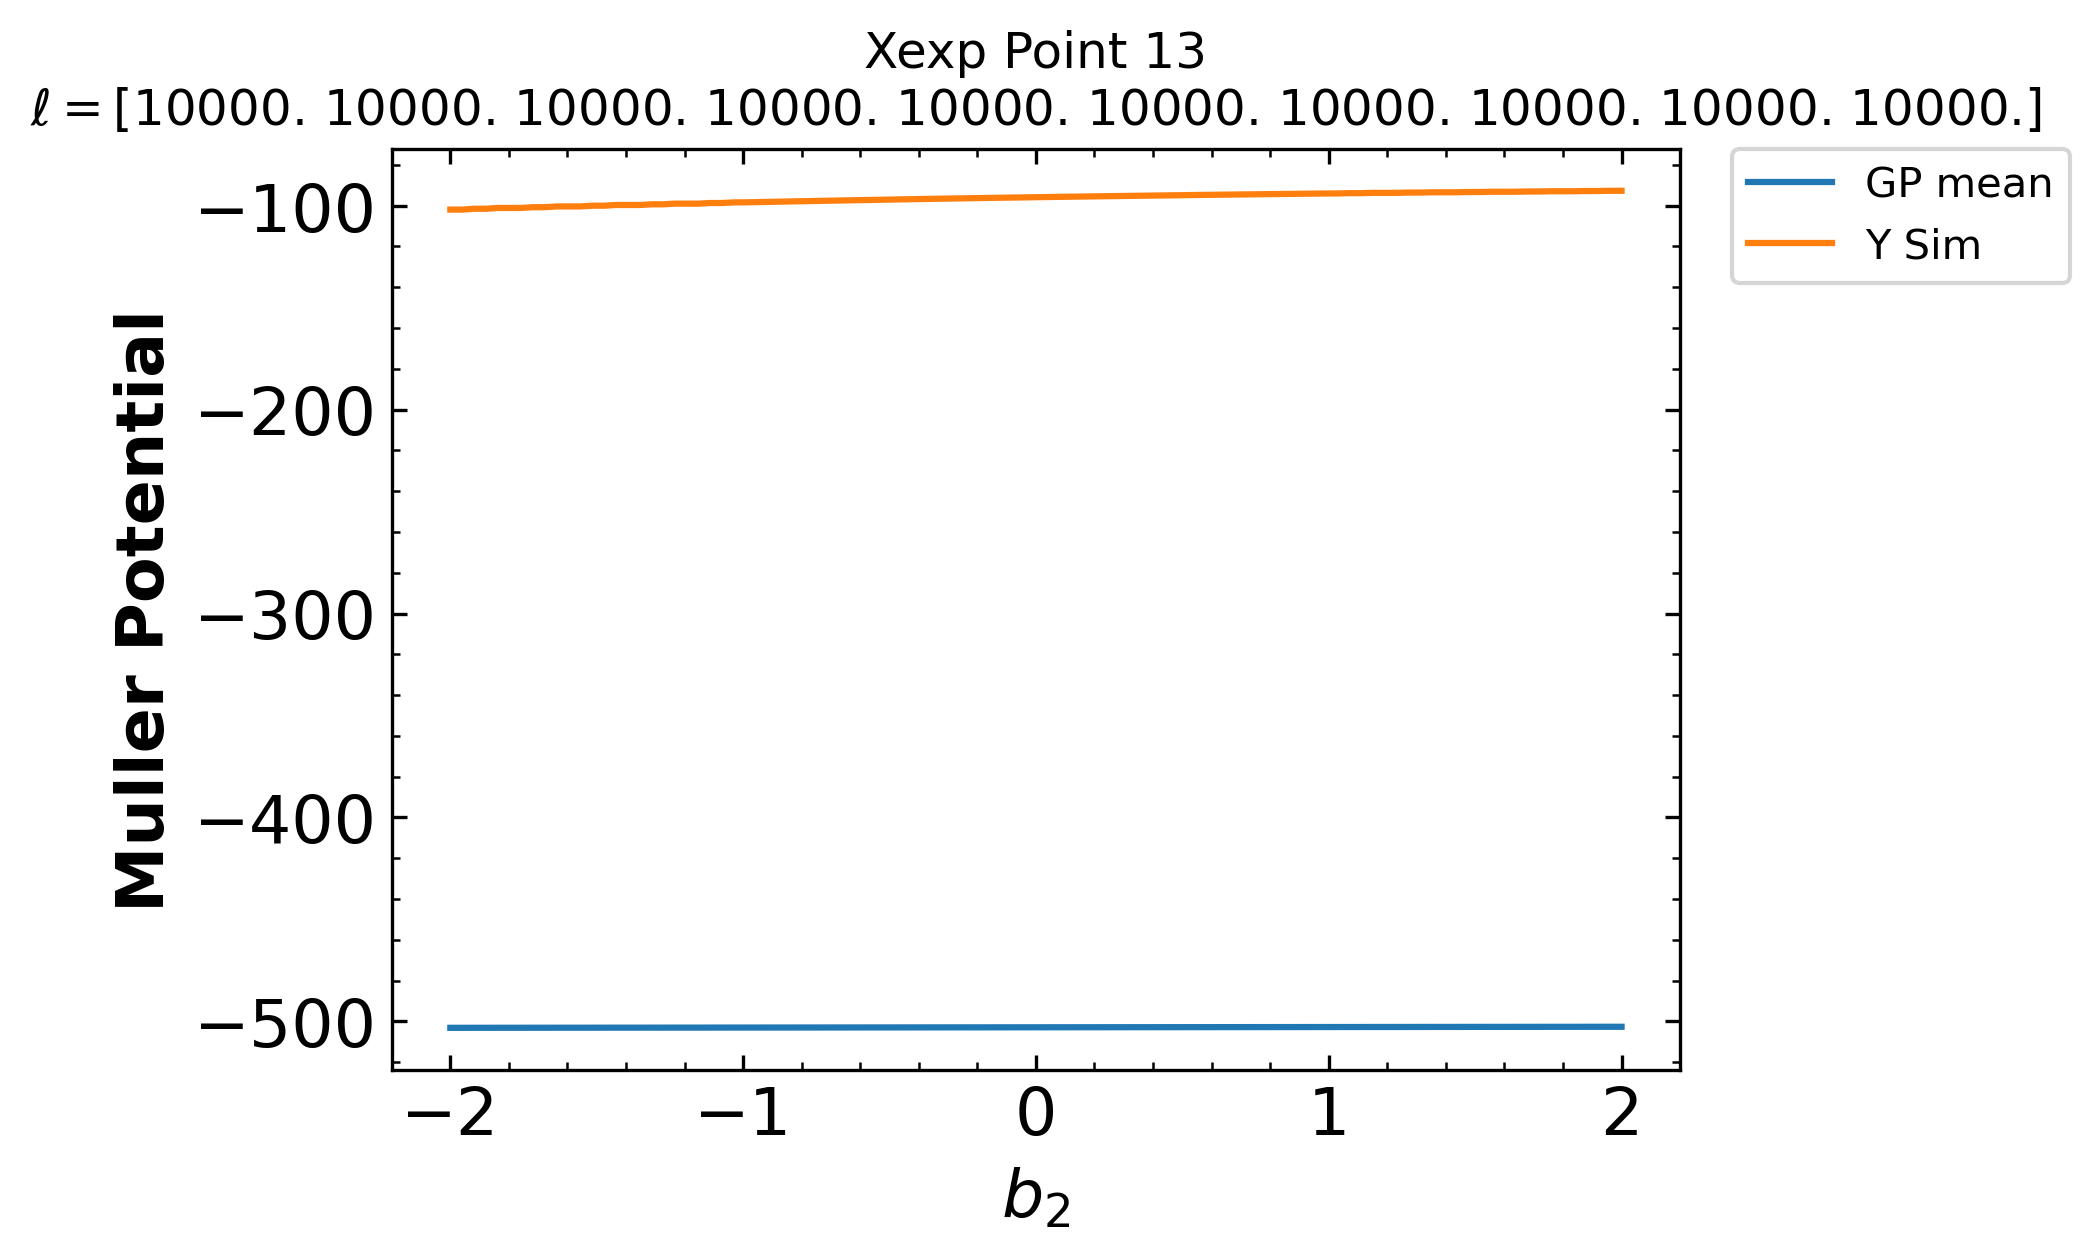 Xexp Point 13
ℓ = [10000. 10000. 10000. 10000. 10000. 10000. 10000. 10000. 10000. 10000.]
GP mean
Y Sim
Muller Potential
−100
−200
−300
−400
−500
−2 −1 0 1 2
b₂